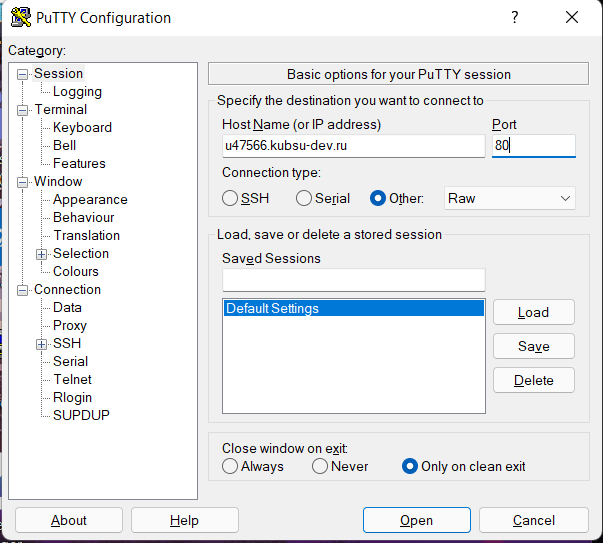 PuTTY Configuration
?
Category:
Session
Logging
Terminal
Keyboard
Bell
Features
Window
Appearance
Behaviour
Translation
Selection
Colours
Connection
Data
Proxy
SSH
Serial
Telnet
Rlogin
SUPDUP
Basic options for your PuTTY session
Specify the destination you want to connect to
Host Name (or IP address) Port
u47566.kubsu-dev.ru 80
Connection type:
SSH Serial Other: Raw
Load, save or delete a stored session
Saved Sessions
Default Settings
Load
Save
Delete
Close window on exit:
Always Never Only on clean exit
About Help Open Cancel